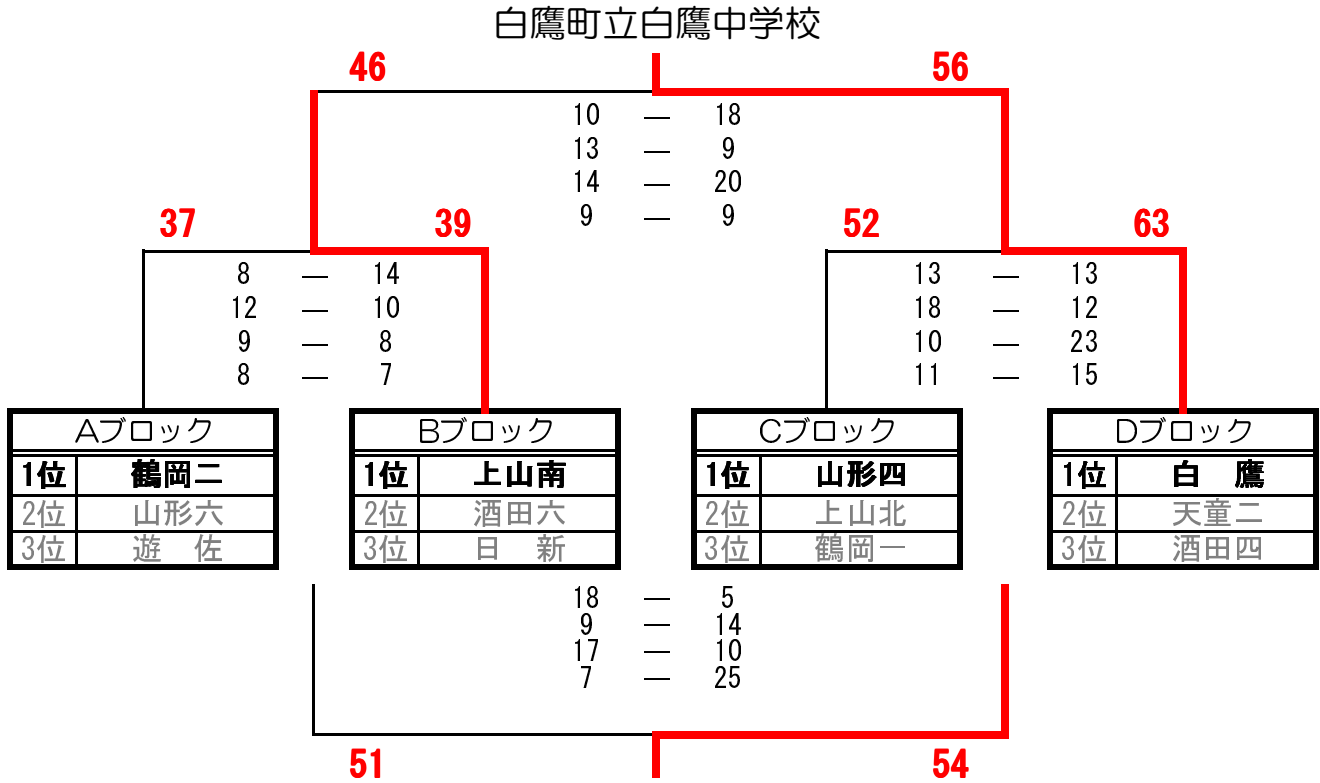 白鷹町立白鷹中学校
46 56
10 ― 18
13 ― 9
14 ― 20
9 ― 9
37 39 52 63
8 ― 14 13 ― 13
12 ― 10 18 ― 12
9 ― 8 10 ― 23
8 ― 7 11 ― 15
Aブロック Bブロック Cブロック Dブロック
1位 鶴岡二 1位 上山南 1位 山形四 1位 白　鷹
2位 山形六 2位 酒田六 2位 上山北 2位 天童二
3位 遊　佐 3位 日　新 3位 鶴岡一 3位 酒田四
18 ― 5
9 ― 14
17 ― 10
7 ― 25
51 54